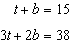 t + b = 15
3t + 2b = 38